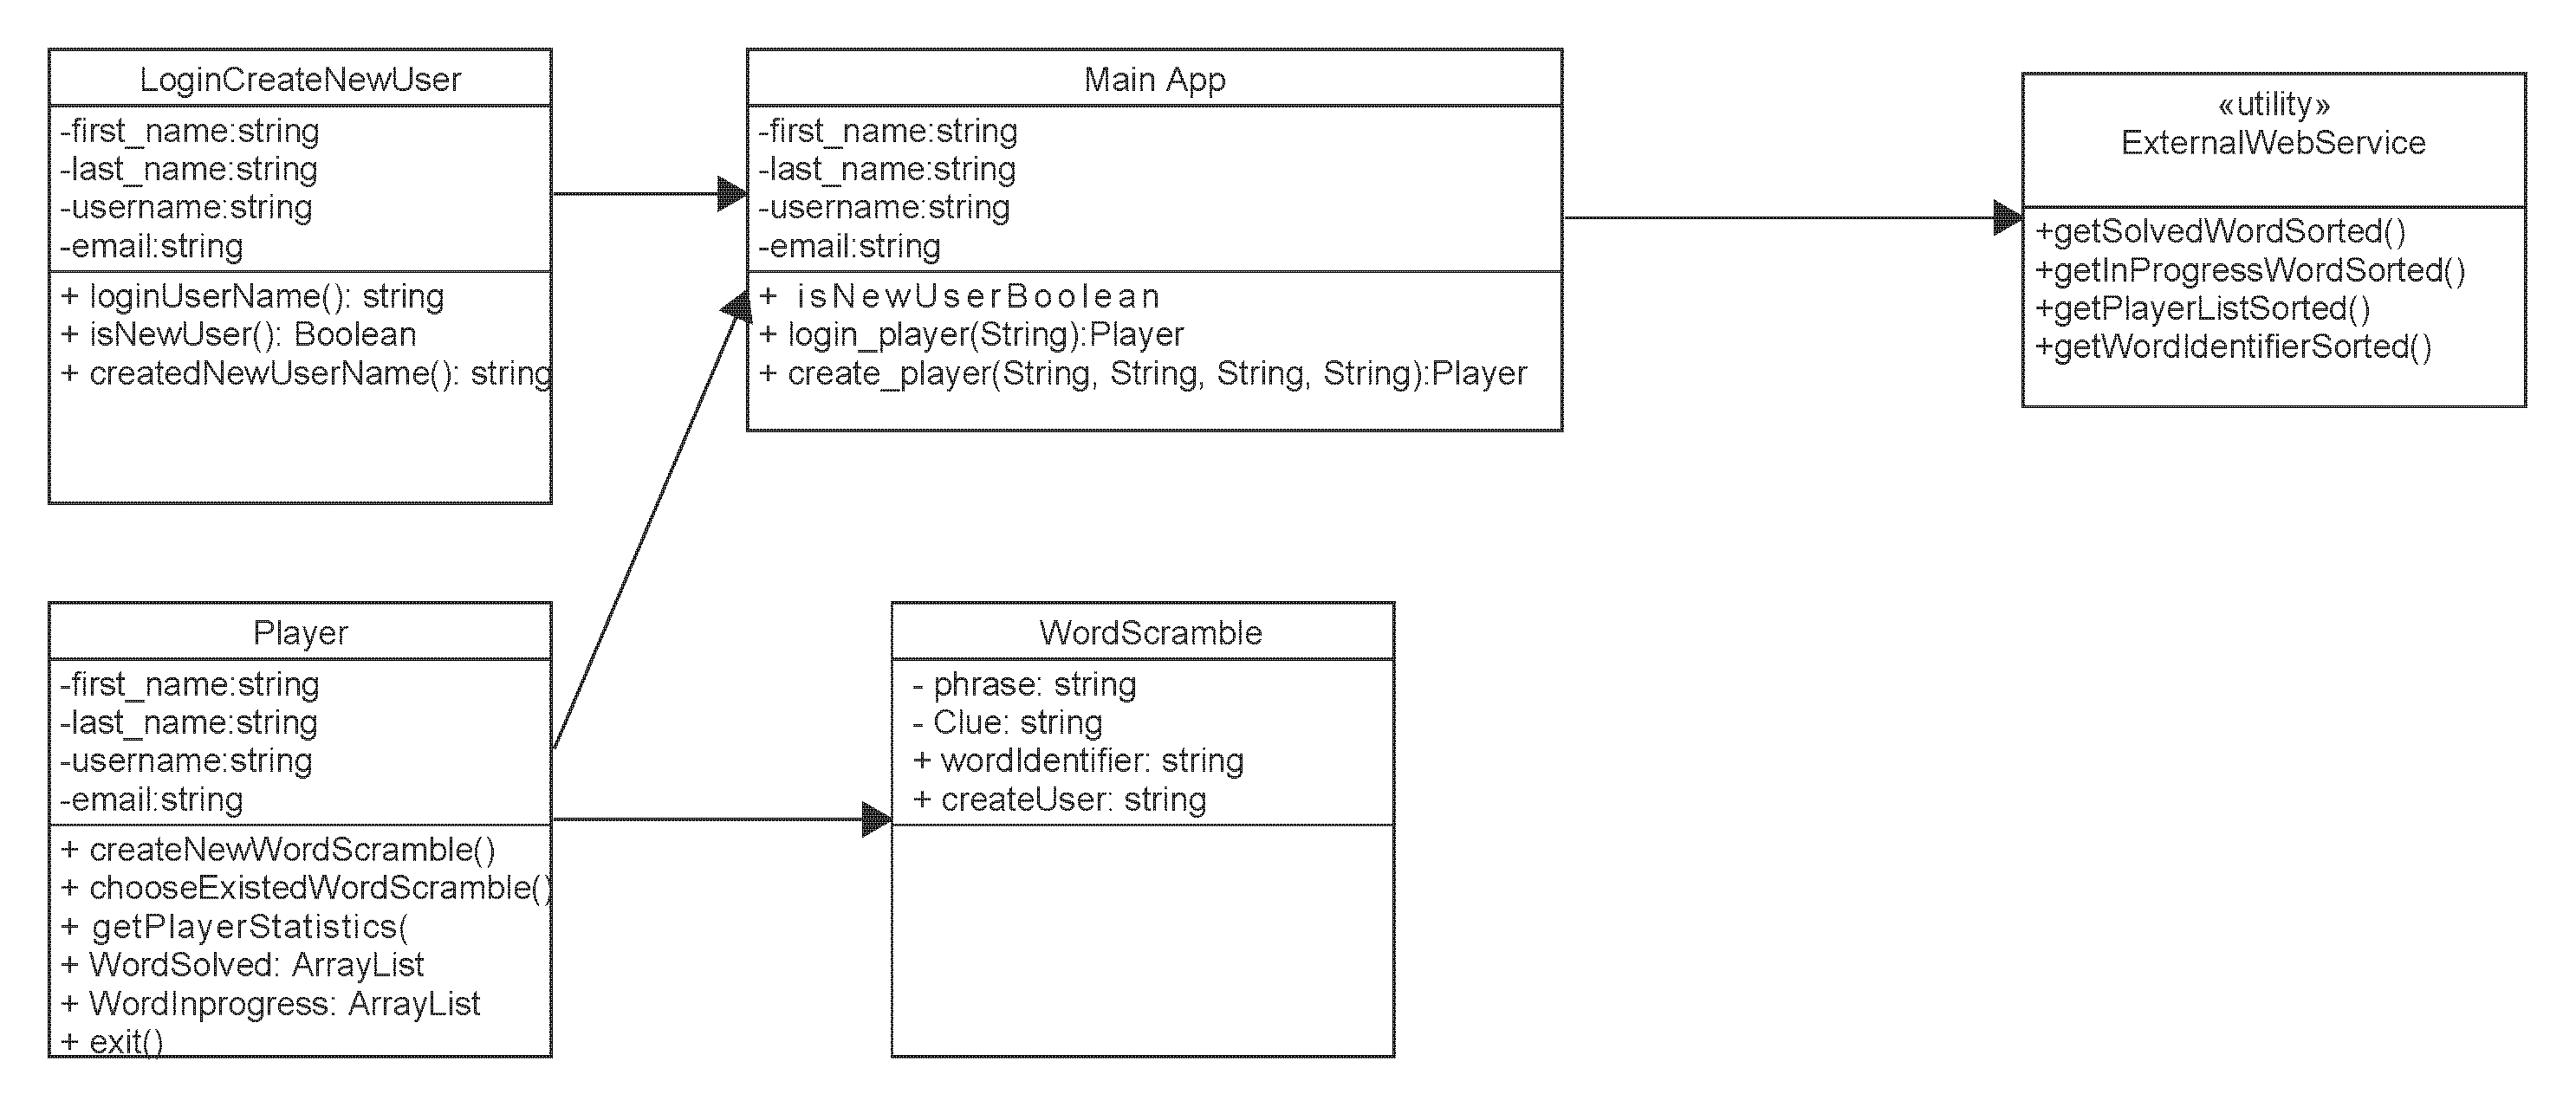 LoginCreateNewUser
-first_name:string
-last_name:string
-username:string
-email:string
+ loginUserName(): string
+ isNewUser(): Boolean
+ createdNewUserName(): string
Main App
-first_name:string
-last_name:string
-username:string
-email:string
+ isNewUserBoolean
+ login_player(String):Player
+ create_player(String, String, String, String):Player
«utility»
ExternalWebService
+getSolvedWordSorted()
+getInProgressWordSorted()
+getPlayerListSorted()
+getWordIdentifierSorted()
Player
-first_name:string
-last_name:string
-username:string
-email:string
+ createNewWordScramble()
+ chooseExistedWordScramble()
+ getPlayerStatistics(
+ WordSolved: ArrayList
+ WordInprogress: ArrayList
+ exit()
WordScramble
- phrase: string
- Clue: string
+ wordIdentifier: string
+ createUser: string